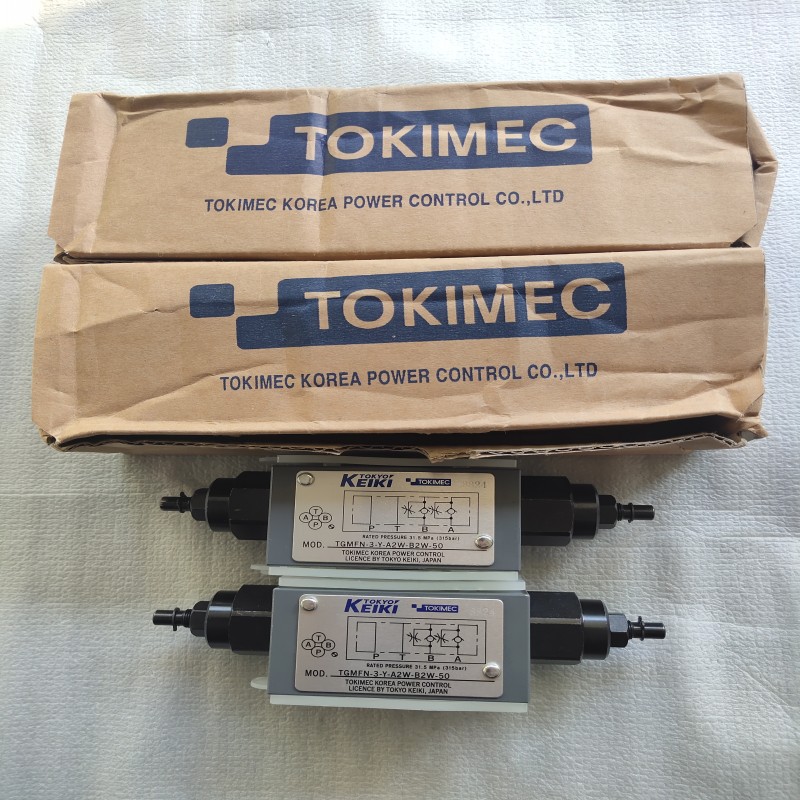 TOKIMEC
TOKIMEC KOREA POWER CONTROL CO.,LTD
TOKIMEC
TOKIMEC KOREA POWER CONTROL CO.,LTD
TOKYO
KEIKI TOKIMEC
T
A B
P
P T B A
RATED PRESSURE 31.5 MPa (315bar)
MOD. TGMFN-3-Y-A2W-B2W-50
TOKIMEC KOREA POWER CONTROL
LICENCE BY TOKYO KEIKI, JAPAN
TOKYO
KEIKI TOKIMEC
T
A B
P
P T B A
RATED PRESSURE 31.5 MPa (315bar)
MOD. TGMFN-3-Y-A2W-B2W-50
TOKIMEC KOREA POWER CONTROL
LICENCE BY TOKYO KEIKI, JAPAN